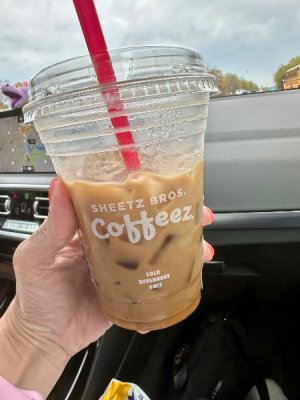 SHEETZ BROS.
Coffeez
COLD
BEVERAGES
ONLY